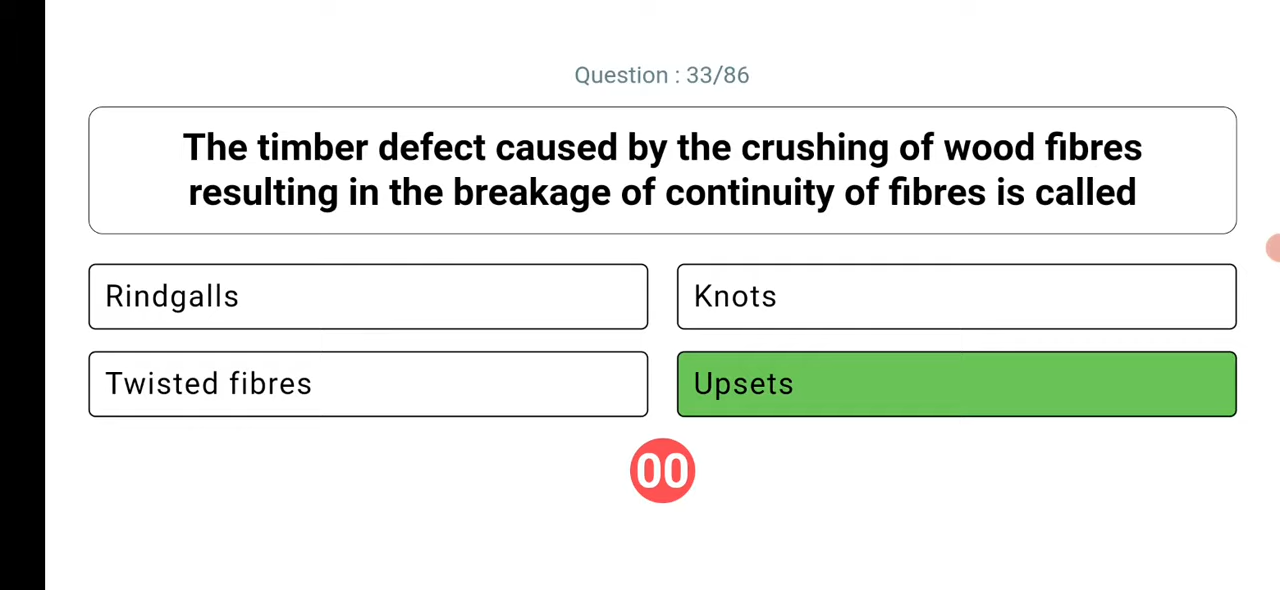 Question : 33/86
The timber defect caused by the crushing of wood fibres
resulting in the breakage of continuity of fibres is called
Rindgalls
Knots
Twisted fibres
Upsets
00